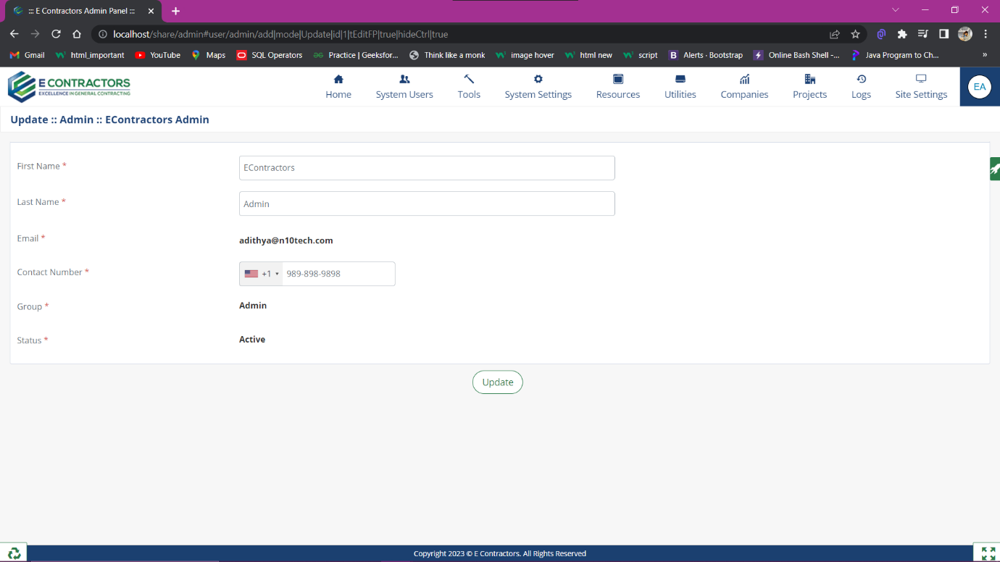 ::: E Contractors Admin Panel :::
localhost/share/admin#user/admin/add|mode|Update|id|1|tEditFP|true|hideCtrl|true
Gmail html_important YouTube Maps SQL Operators Practice | Geeksfor... Think like a monk image hover html new script B Alerts · Bootstrap Online Bash Shell -... Java Program to Ch... »
E CONTRACTORS
EXCELLENCE IN GENERAL CONTRACTING
Home System Users Tools System Settings Resources Utilities Companies Projects Logs Site Settings EA
Update :: Admin :: EContractors Admin
First Name * EContractors
Last Name * Admin
Email * adithya@n10tech.com
Contact Number * +1 989-898-9898
Group * Admin
Status * Active
Update
Copyright 2023 © E Contractors. All Rights Reserved